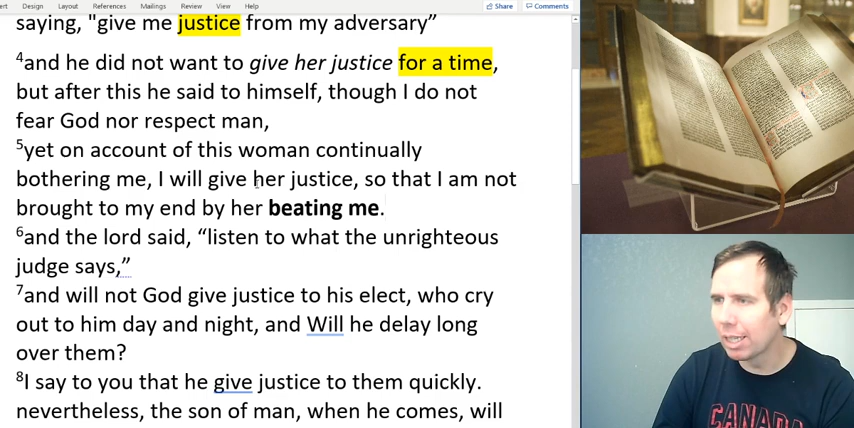 ert Design Layout References Mailings Review View Help Share Comments
saying, "give me justice from my adversary”
4and he did not want to give her justice for a time,
but after this he said to himself, though I do not
fear God nor respect man,
5yet on account of this woman continually
bothering me, I will give her justice, so that I am not
brought to my end by her beating me.
6and the lord said, “listen to what the unrighteous
judge says,”
7and will not God give justice to his elect, who cry
out to him day and night, and Will he delay long
over them?
8I say to you that he give justice to them quickly.
nevertheless, the son of man, when he comes, will
CANADA